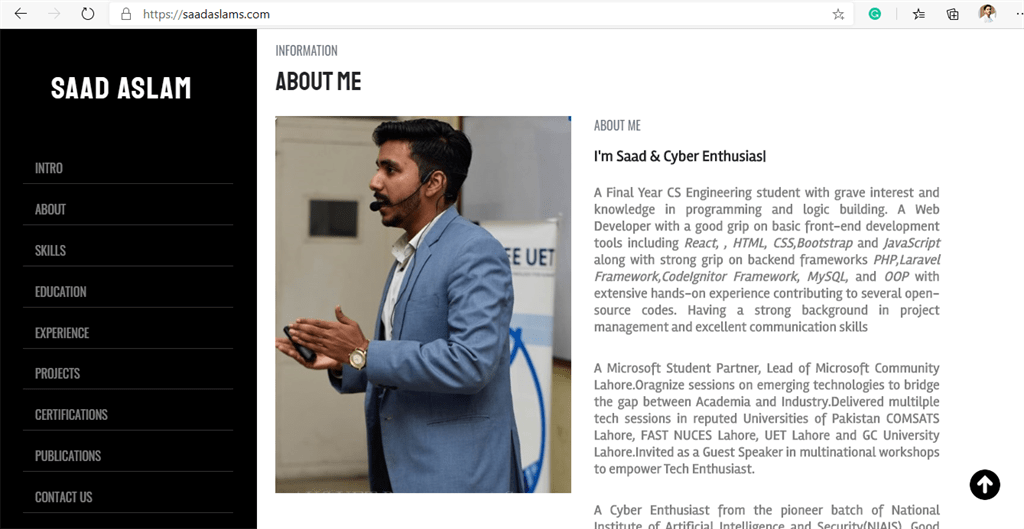 https://saadaslams.com
SAAD ASLAM
INTRO
ABOUT
SKILLS
EDUCATION
EXPERIENCE
PROJECTS
CERTIFICATIONS
PUBLICATIONS
CONTACT US
INFORMATION
ABOUT ME
EE UET
ABOUT ME
I'm Saad & Cyber Enthusias|
A Final Year CS Engineering student with grave interest and
knowledge in programming and logic building. A Web
Developer with a good grip on basic front-end development
tools including React, , HTML, CSS,Bootstrap and JavaScript
along with strong grip on backend frameworks PHP,Laravel
Framework,CodeIgnitor Framework, MySQL, and OOP with
extensive hands-on experience contributing to several open-
source codes. Having a strong background in project
management and excellent communication skills
A Microsoft Student Partner, Lead of Microsoft Community
Lahore.Oragnize sessions on emerging technologies to bridge
the gap between Academia and Industry.Delivered multilple
tech sessions in reputed Universities of Pakistan COMSATS
Lahore, FAST NUCES Lahore, UET Lahore and GC University
Lahore.Invited as a Guest Speaker in multinational workshops
to empower Tech Enthusiast.
A Cyber Enthusiast from the pioneer batch of National
Institute of Artificial Intelligence and Security(NAIS). Good